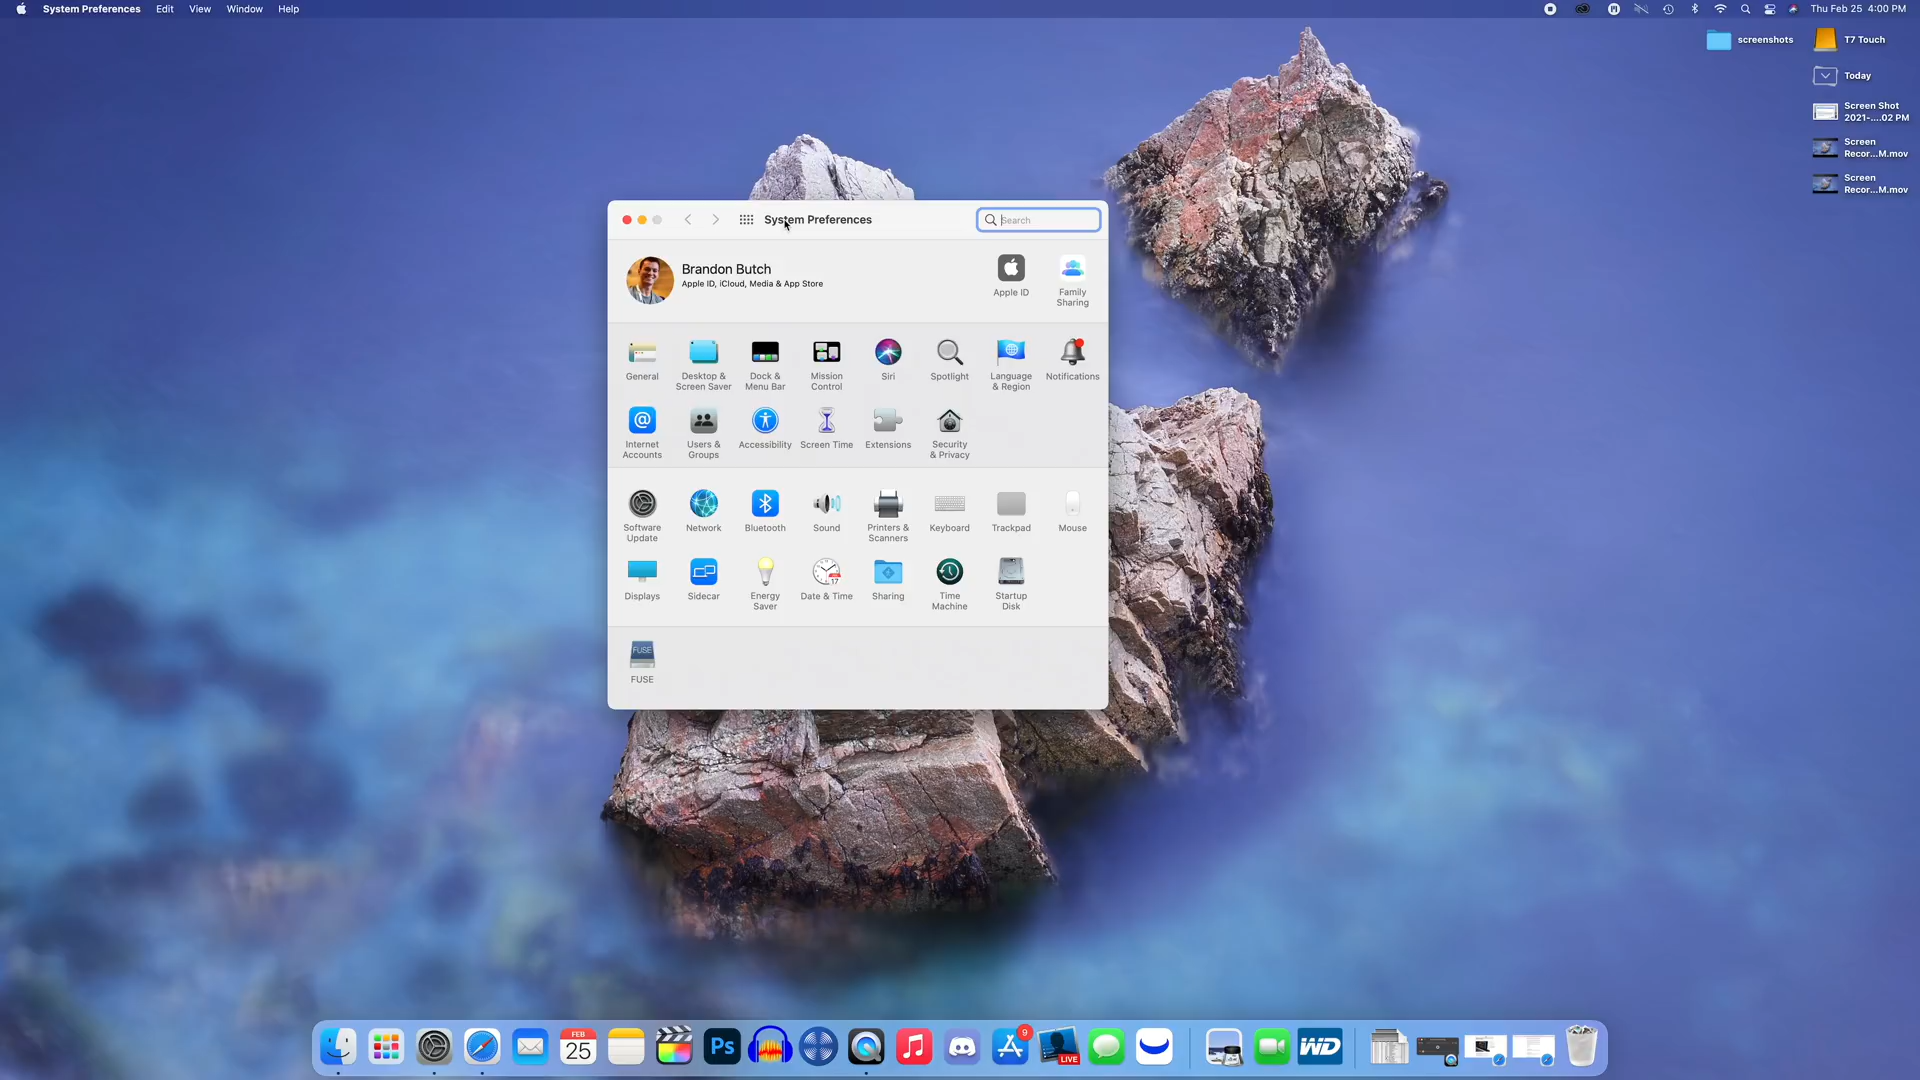 System Preferences Edit View Window Help
Thu Feb 25 4:00 PM
screenshots
T7 Touch
Today
Screen Shot
2021-....02 PM
Screen
Recor...M.mov
Screen
Recor...M.mov
System Preferences
Search
Brandon Butch
Apple ID, iCloud, Media & App Store
Apple ID
Family
Sharing
General
Desktop &
Screen Saver
Dock &
Menu Bar
Mission
Control
Siri
Spotlight
Language
& Region
Notifications
Internet
Accounts
Users &
Groups
Accessibility
Screen Time
Extensions
Security
& Privacy
Software
Update
Network
Bluetooth
Sound
Printers &
Scanners
Keyboard
Trackpad
Mouse
Displays
Sidecar
Energy
Saver
17
Date & Time
Sharing
Time
Machine
Startup
Disk
FUSE
FUSE
FEB
25
Ps
9
LIVE
WD